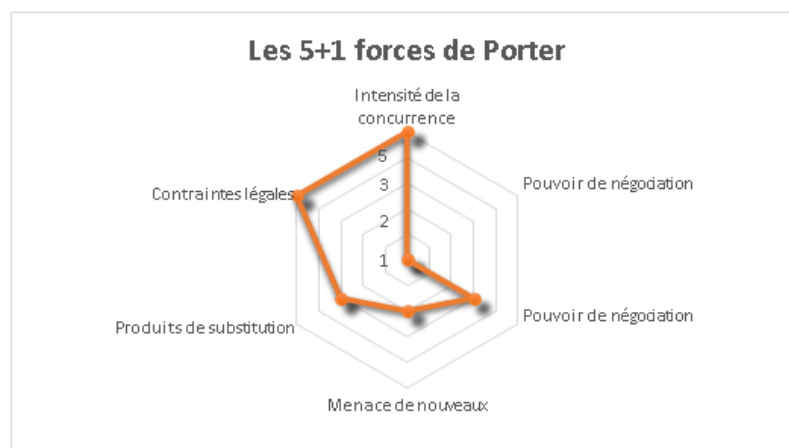 Les 5+1 forces de Porter
Intensité de la
concurrence
5
Pouvoir de négociation
Contraintes légales
3
2
1
Pouvoir de négociation
Produits de substitution
Menace de nouveaux